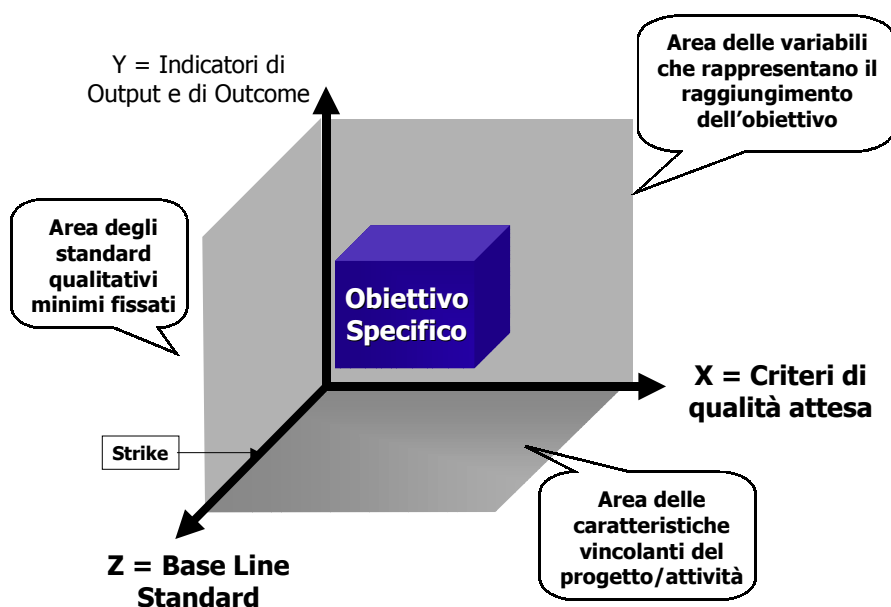 Y = Indicatori di
Output e di Outcome
Area delle variabili
che rappresentano il
raggiungimento
dell’obiettivo
Area degli
standard
qualitativi
minimi fissati
Obiettivo
Specifico
X = Criteri di
qualità attesa
Strike
Area delle
caratteristiche
vincolanti del
progetto/attività
Z = Base Line
Standard